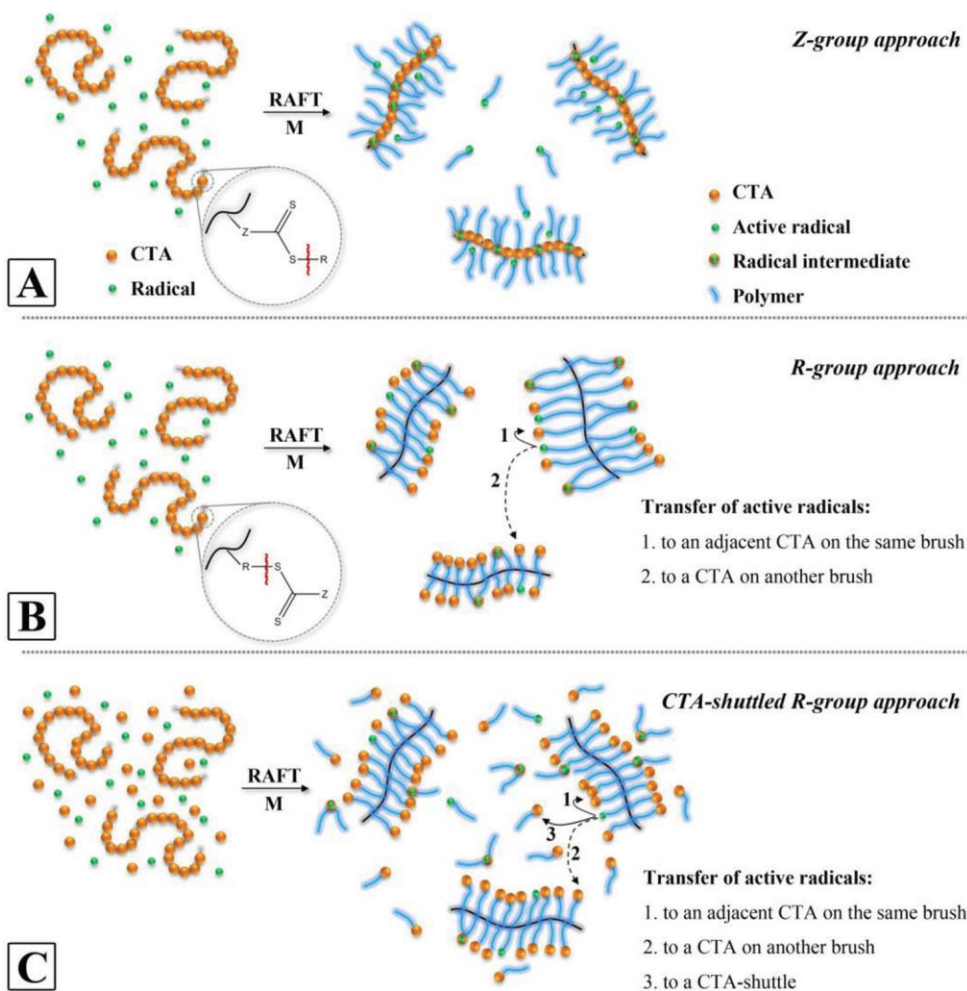 Z-group approach
RAFT
M
S
Z
S
R
CTA
Radical
CTA
Active radical
Radical intermediate
Polymer
A
R-group approach
RAFT
M
1
2
R
S
Z
S
Transfer of active radicals:
1. to an adjacent CTA on the same brush
2. to a CTA on another brush
B
CTA-shuttled R-group approach
RAFT
M
1
3
2
Transfer of active radicals:
1. to an adjacent CTA on the same brush
2. to a CTA on another brush
3. to a CTA-shuttle
C